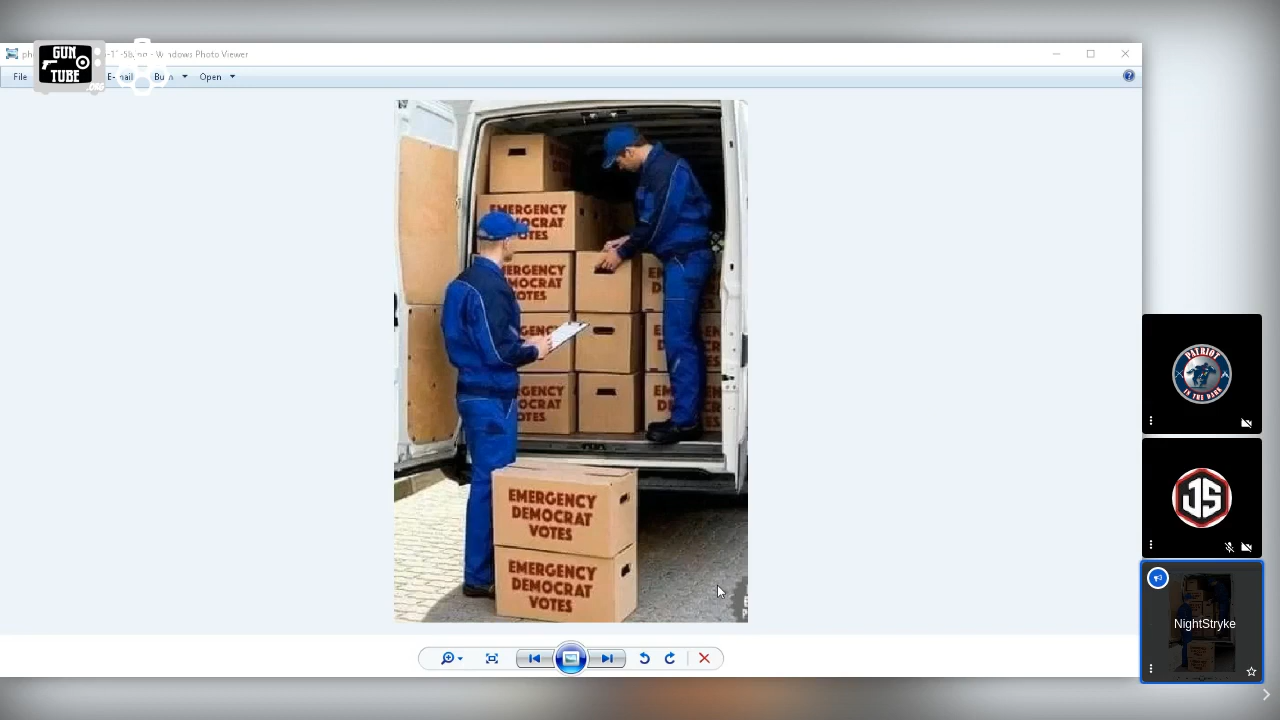 GUN
TUBE
.ORG
Windows Photo Viewer
File
E-mail
Burn
Open
EMERGENCY
DEMOCRAT
VOTES
EMERGENCY
DEMOCRAT
VOTES
EMERGENCY
DEMOCRAT
VOTES
EMERGENCY
DEMOCRAT
VOTES
PATRIOT
IN THE DARK
JS
NightStryke